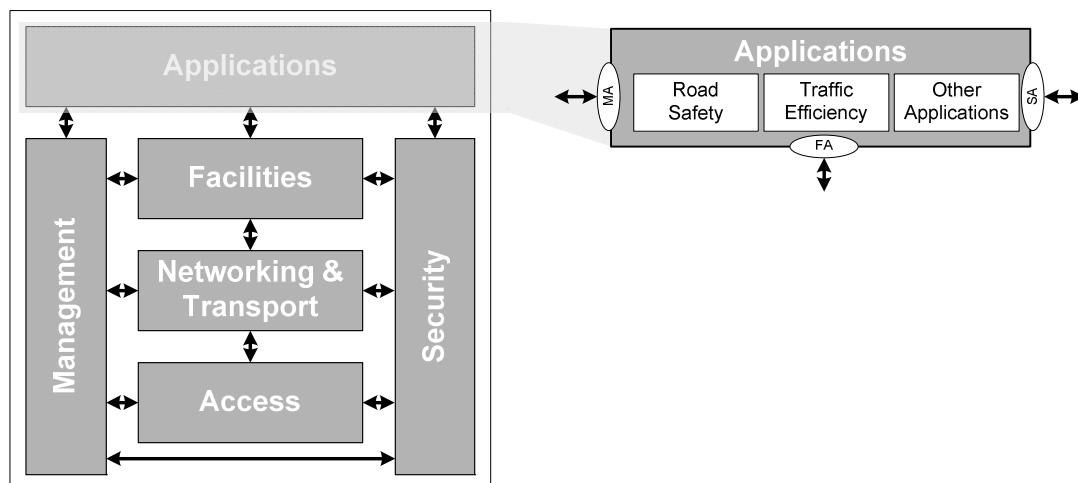 Applications
Facilities
Networking &
Transport
Access
Management
Security
Applications
Road
Safety
Traffic
Efficiency
Other
Applications
MA
SA
FA